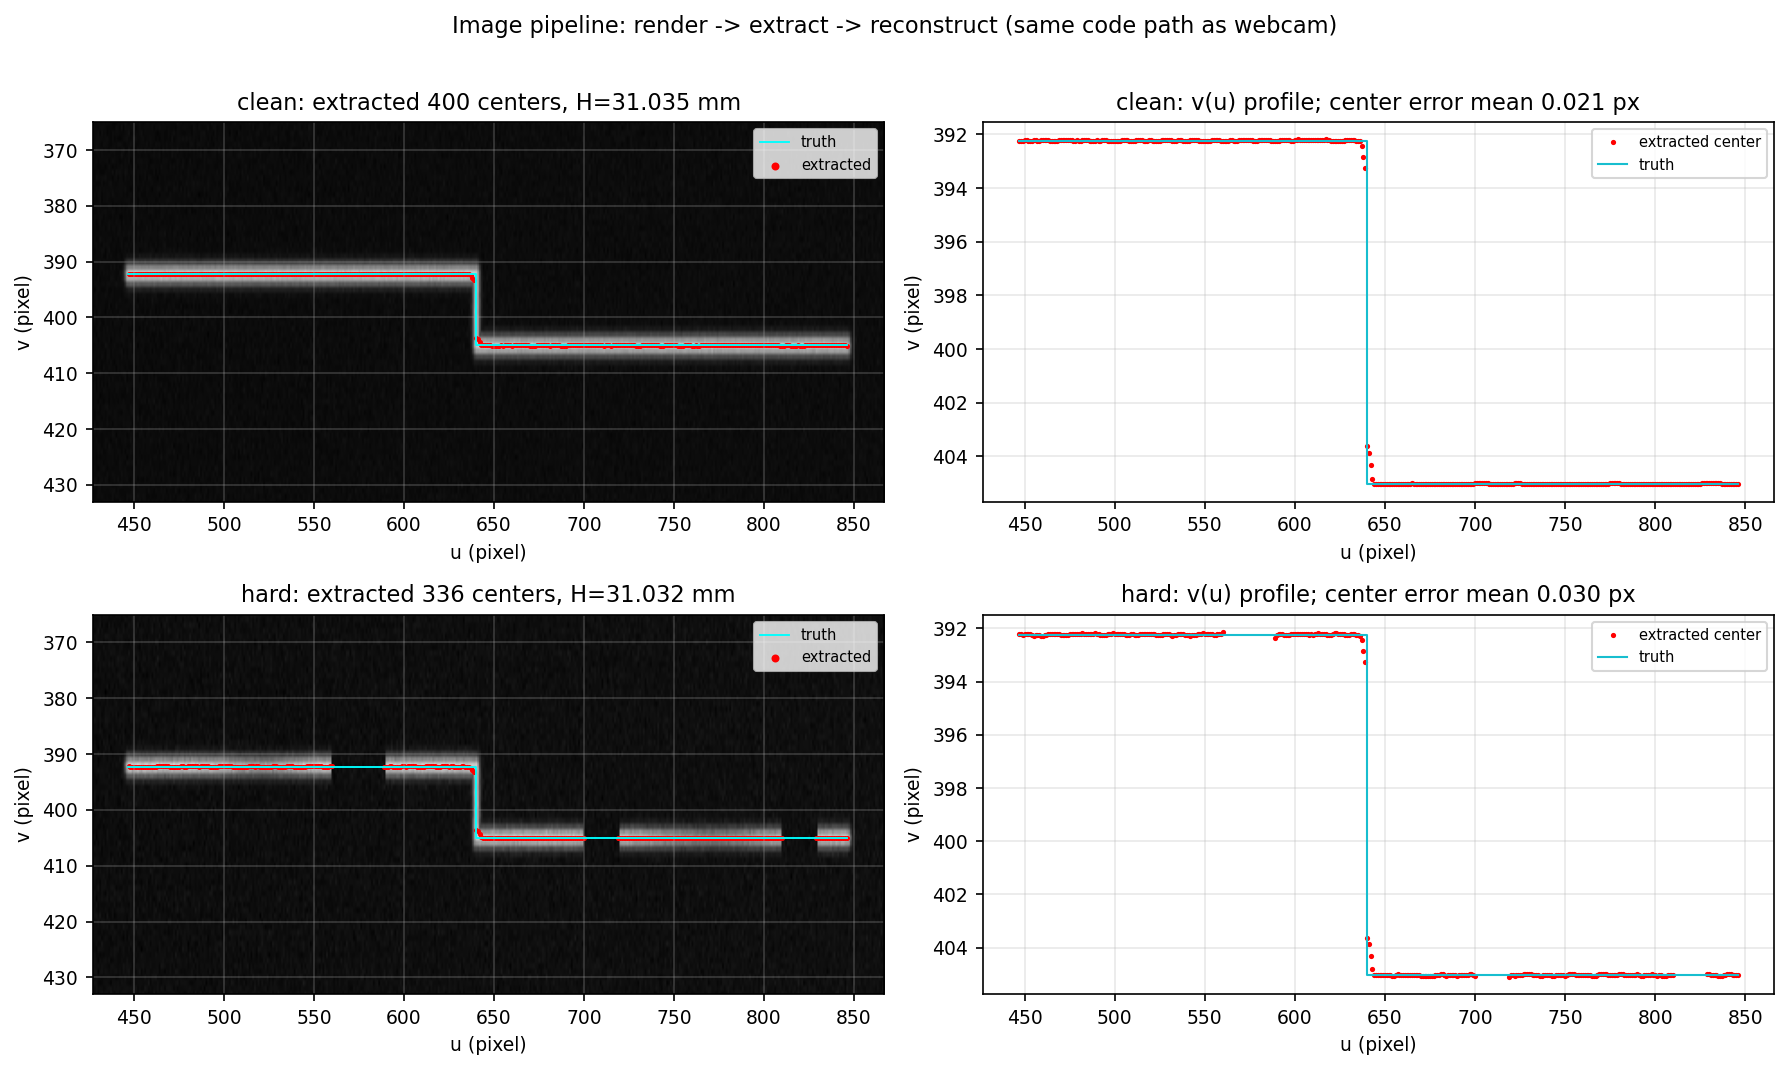 Image pipeline: render -> extract -> reconstruct (same code path as webcam)
clean: extracted 400 centers, H=31.035 mm
truth
extracted
370
380
390
400
410
420
430
v (pixel)
450 500 550 600 650 700 750 800 850
u (pixel)
clean: v(u) profile; center error mean 0.021 px
extracted center
truth
392
394
396
398
400
402
404
v (pixel)
450 500 550 600 650 700 750 800 850
u (pixel)
hard: extracted 336 centers, H=31.032 mm
truth
extracted
370
380
390
400
410
420
430
v (pixel)
450 500 550 600 650 700 750 800 850
u (pixel)
hard: v(u) profile; center error mean 0.030 px
extracted center
truth
392
394
396
398
400
402
404
v (pixel)
450 500 550 600 650 700 750 800 850
u (pixel)